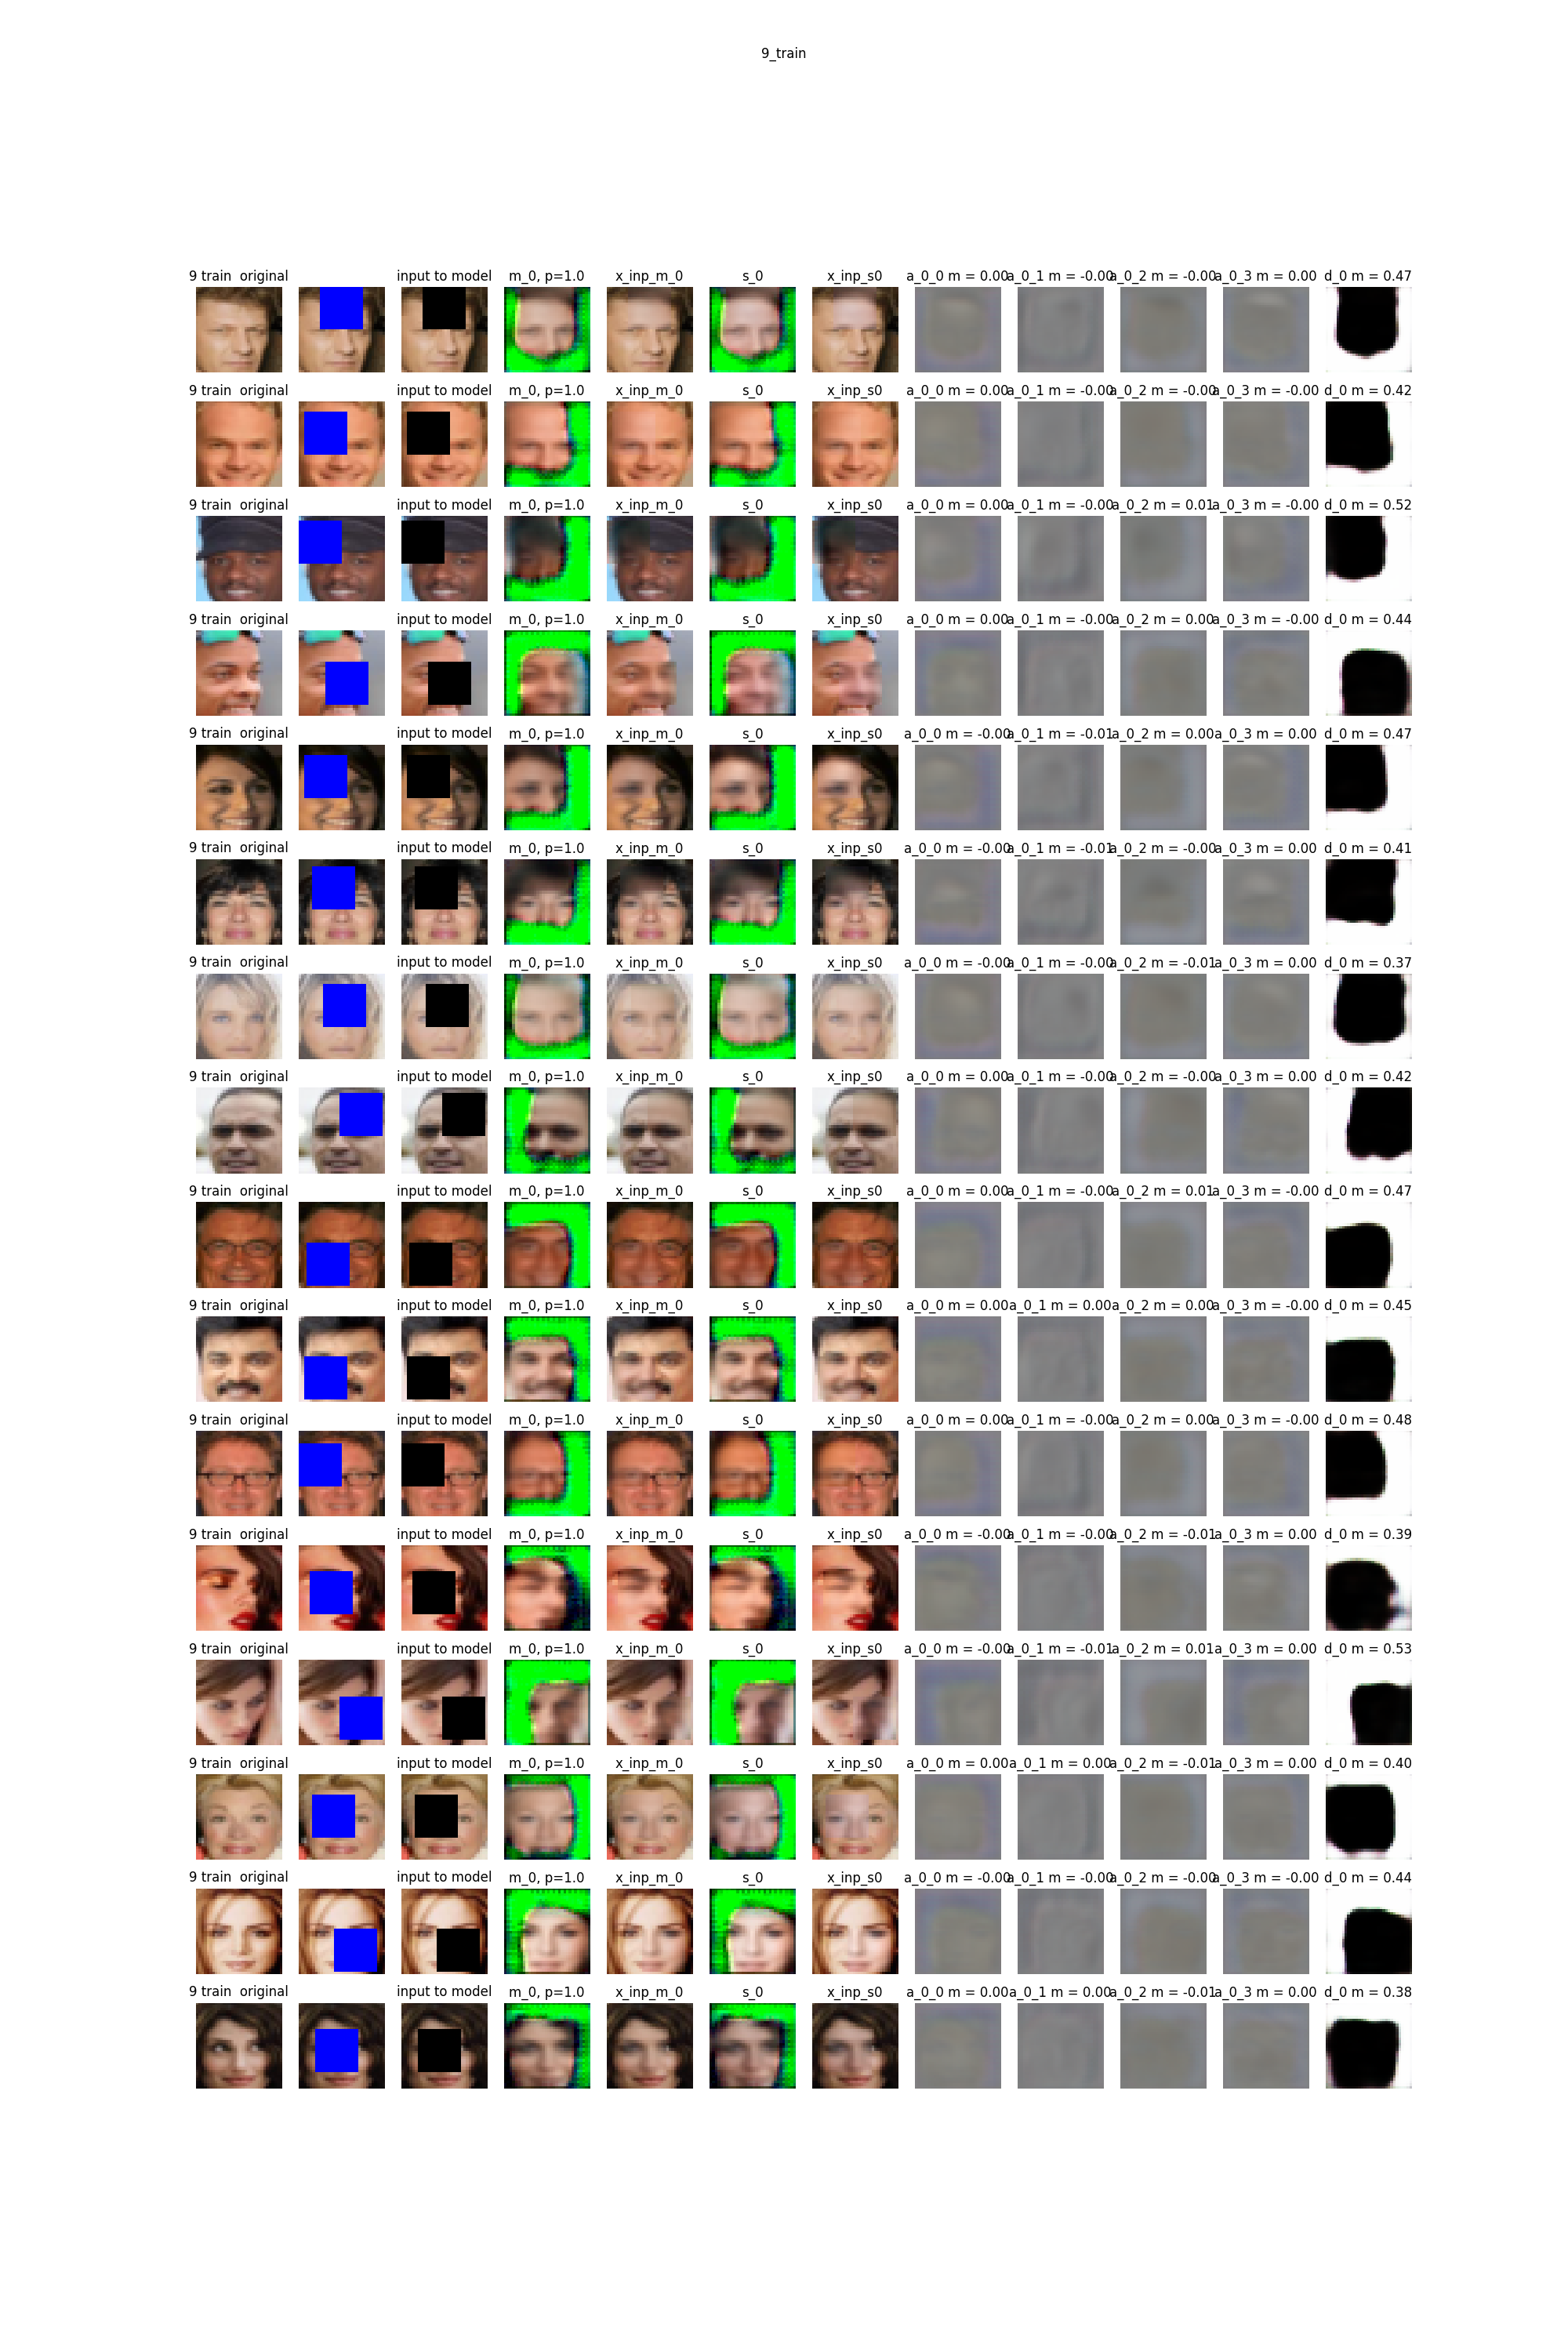 9_train
9 train  original input to model m_0, p=1.0 x_inp_m_0 s_0 x_inp_s0 a_0_0 m = 0.00 a_0_1 m = -0.00 a_0_2 m = -0.00 a_0_3 m = 0.00 d_0 m = 0.47
9 train  original input to model m_0, p=1.0 x_inp_m_0 s_0 x_inp_s0 a_0_0 m = 0.00 a_0_1 m = -0.00 a_0_2 m = -0.00 a_0_3 m = -0.00 d_0 m = 0.42
9 train  original input to model m_0, p=1.0 x_inp_m_0 s_0 x_inp_s0 a_0_0 m = 0.00 a_0_1 m = -0.00 a_0_2 m = 0.01 a_0_3 m = -0.00 d_0 m = 0.52
9 train  original input to model m_0, p=1.0 x_inp_m_0 s_0 x_inp_s0 a_0_0 m = 0.00 a_0_1 m = -0.00 a_0_2 m = 0.00 a_0_3 m = -0.00 d_0 m = 0.44
9 train  original input to model m_0, p=1.0 x_inp_m_0 s_0 x_inp_s0 a_0_0 m = -0.00 a_0_1 m = -0.01 a_0_2 m = 0.00 a_0_3 m = 0.00 d_0 m = 0.47
9 train  original input to model m_0, p=1.0 x_inp_m_0 s_0 x_inp_s0 a_0_0 m = -0.00 a_0_1 m = -0.01 a_0_2 m = -0.00 a_0_3 m = 0.00 d_0 m = 0.41
9 train  original input to model m_0, p=1.0 x_inp_m_0 s_0 x_inp_s0 a_0_0 m = -0.00 a_0_1 m = -0.00 a_0_2 m = -0.01 a_0_3 m = 0.00 d_0 m = 0.37
9 train  original input to model m_0, p=1.0 x_inp_m_0 s_0 x_inp_s0 a_0_0 m = 0.00 a_0_1 m = -0.00 a_0_2 m = -0.00 a_0_3 m = 0.00 d_0 m = 0.42
9 train  original input to model m_0, p=1.0 x_inp_m_0 s_0 x_inp_s0 a_0_0 m = 0.00 a_0_1 m = -0.00 a_0_2 m = 0.01 a_0_3 m = -0.00 d_0 m = 0.47
9 train  original input to model m_0, p=1.0 x_inp_m_0 s_0 x_inp_s0 a_0_0 m = 0.00 a_0_1 m = 0.00 a_0_2 m = 0.00 a_0_3 m = -0.00 d_0 m = 0.45
9 train  original input to model m_0, p=1.0 x_inp_m_0 s_0 x_inp_s0 a_0_0 m = 0.00 a_0_1 m = -0.00 a_0_2 m = 0.00 a_0_3 m = -0.00 d_0 m = 0.48
9 train  original input to model m_0, p=1.0 x_inp_m_0 s_0 x_inp_s0 a_0_0 m = -0.00 a_0_1 m = -0.00 a_0_2 m = -0.01 a_0_3 m = 0.00 d_0 m = 0.39
9 train  original input to model m_0, p=1.0 x_inp_m_0 s_0 x_inp_s0 a_0_0 m = -0.00 a_0_1 m = -0.01 a_0_2 m = 0.01 a_0_3 m = 0.00 d_0 m = 0.53
9 train  original input to model m_0, p=1.0 x_inp_m_0 s_0 x_inp_s0 a_0_0 m = 0.00 a_0_1 m = 0.00 a_0_2 m = -0.01 a_0_3 m = 0.00 d_0 m = 0.40
9 train  original input to model m_0, p=1.0 x_inp_m_0 s_0 x_inp_s0 a_0_0 m = -0.00 a_0_1 m = -0.00 a_0_2 m = -0.00 a_0_3 m = 0.00 d_0 m = 0.44
9 train  original input to model m_0, p=1.0 x_inp_m_0 s_0 x_inp_s0 a_0_0 m = 0.00 a_0_1 m = 0.00 a_0_2 m = -0.01 a_0_3 m = 0.00 d_0 m = 0.38